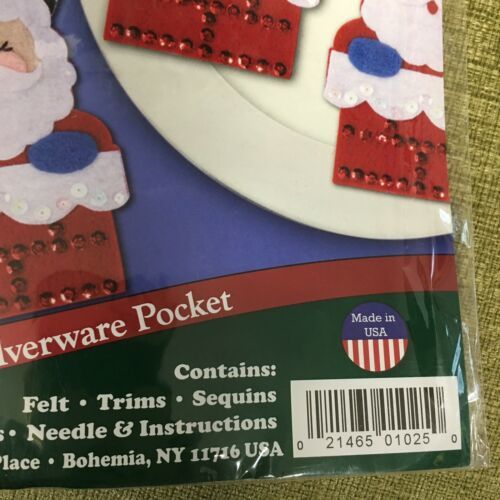 Pocket
Made in
USA
Contains:
Felt • Trims • Sequins
• Needle & Instructions
Place • Bohemia, NY 11716 USA
0 21465 01025 0